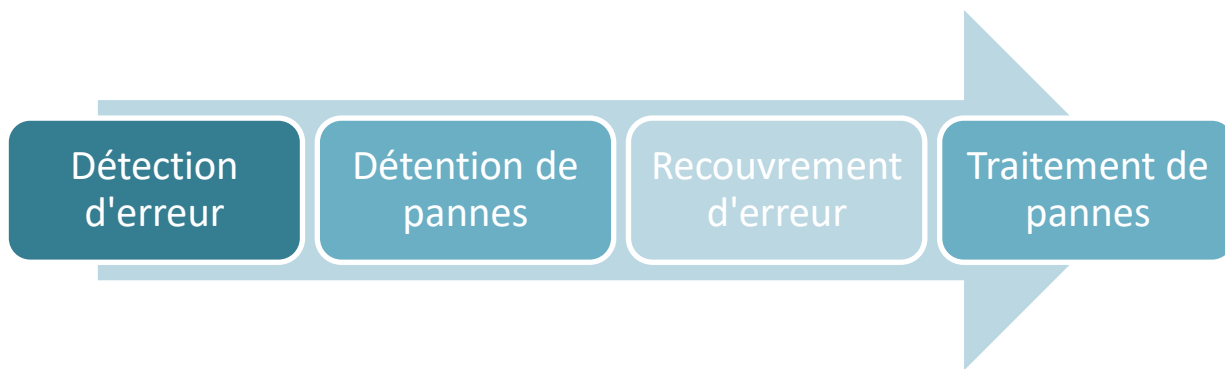 Détection
d'erreur
Détention de
pannes
Recouvrement
d'erreur
Traitement de
pannes